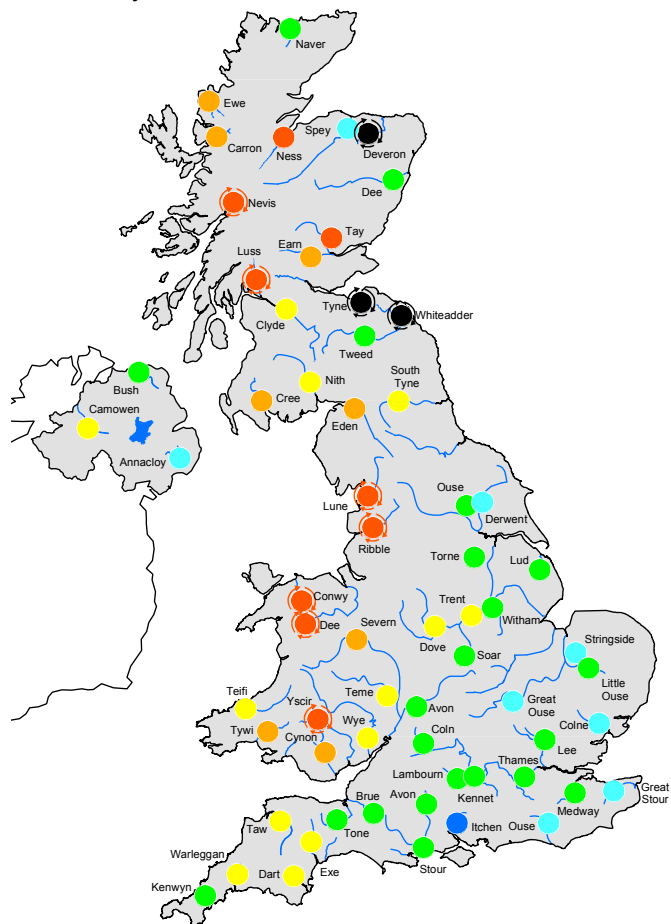 Naver
Ewe
Spey
Carron
Ness
Deveron
Dee
Nevis
Tay
Earn
Luss
Tyne
Whiteadder
Clyde
Tweed
South
Tyne
Nith
Bush
Cree
Eden
Camowen
Annacloy
Ouse
Lune
Derwent
Ribble
Torne
Lud
Conwy
Trent
Dee
Severn
Witham
Stringside
Dove
Soar
Little
Ouse
Teifi
Teme
Yscir
Great
Ouse
Avon
Tywi
Wye
Colne
Cynon
Coln
Lee
Thames
Lambourn
Great
Stour
Brue
Avon
Kennet
Medway
Taw
Tone
Itchen
Ouse
Warleggan
Stour
Dart
Exe
Kenwyn